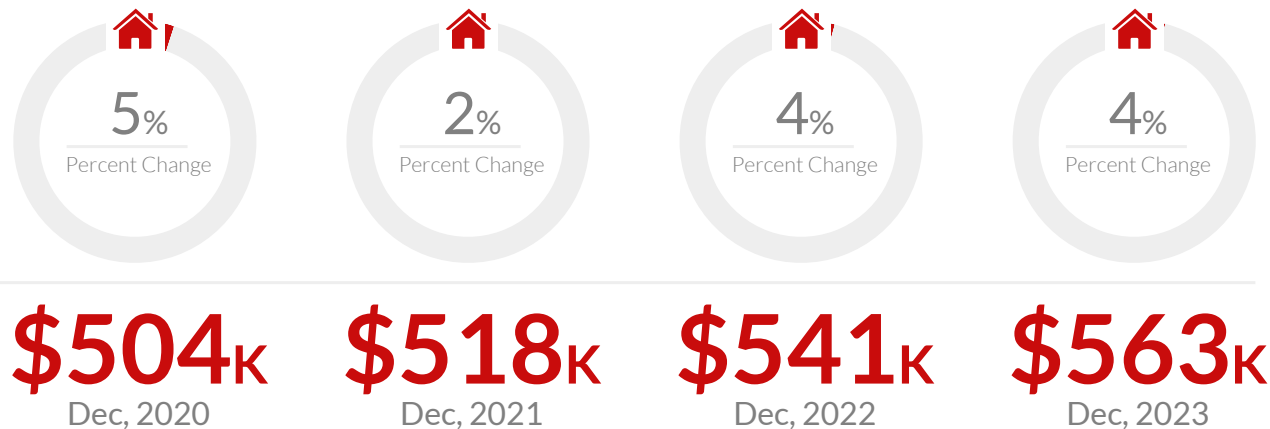 5%
Percent Change
2%
Percent Change
4%
Percent Change
4%
Percent Change
$504K
Dec, 2020
$518K
Dec, 2021
$541K
Dec, 2022
$563K
Dec, 2023